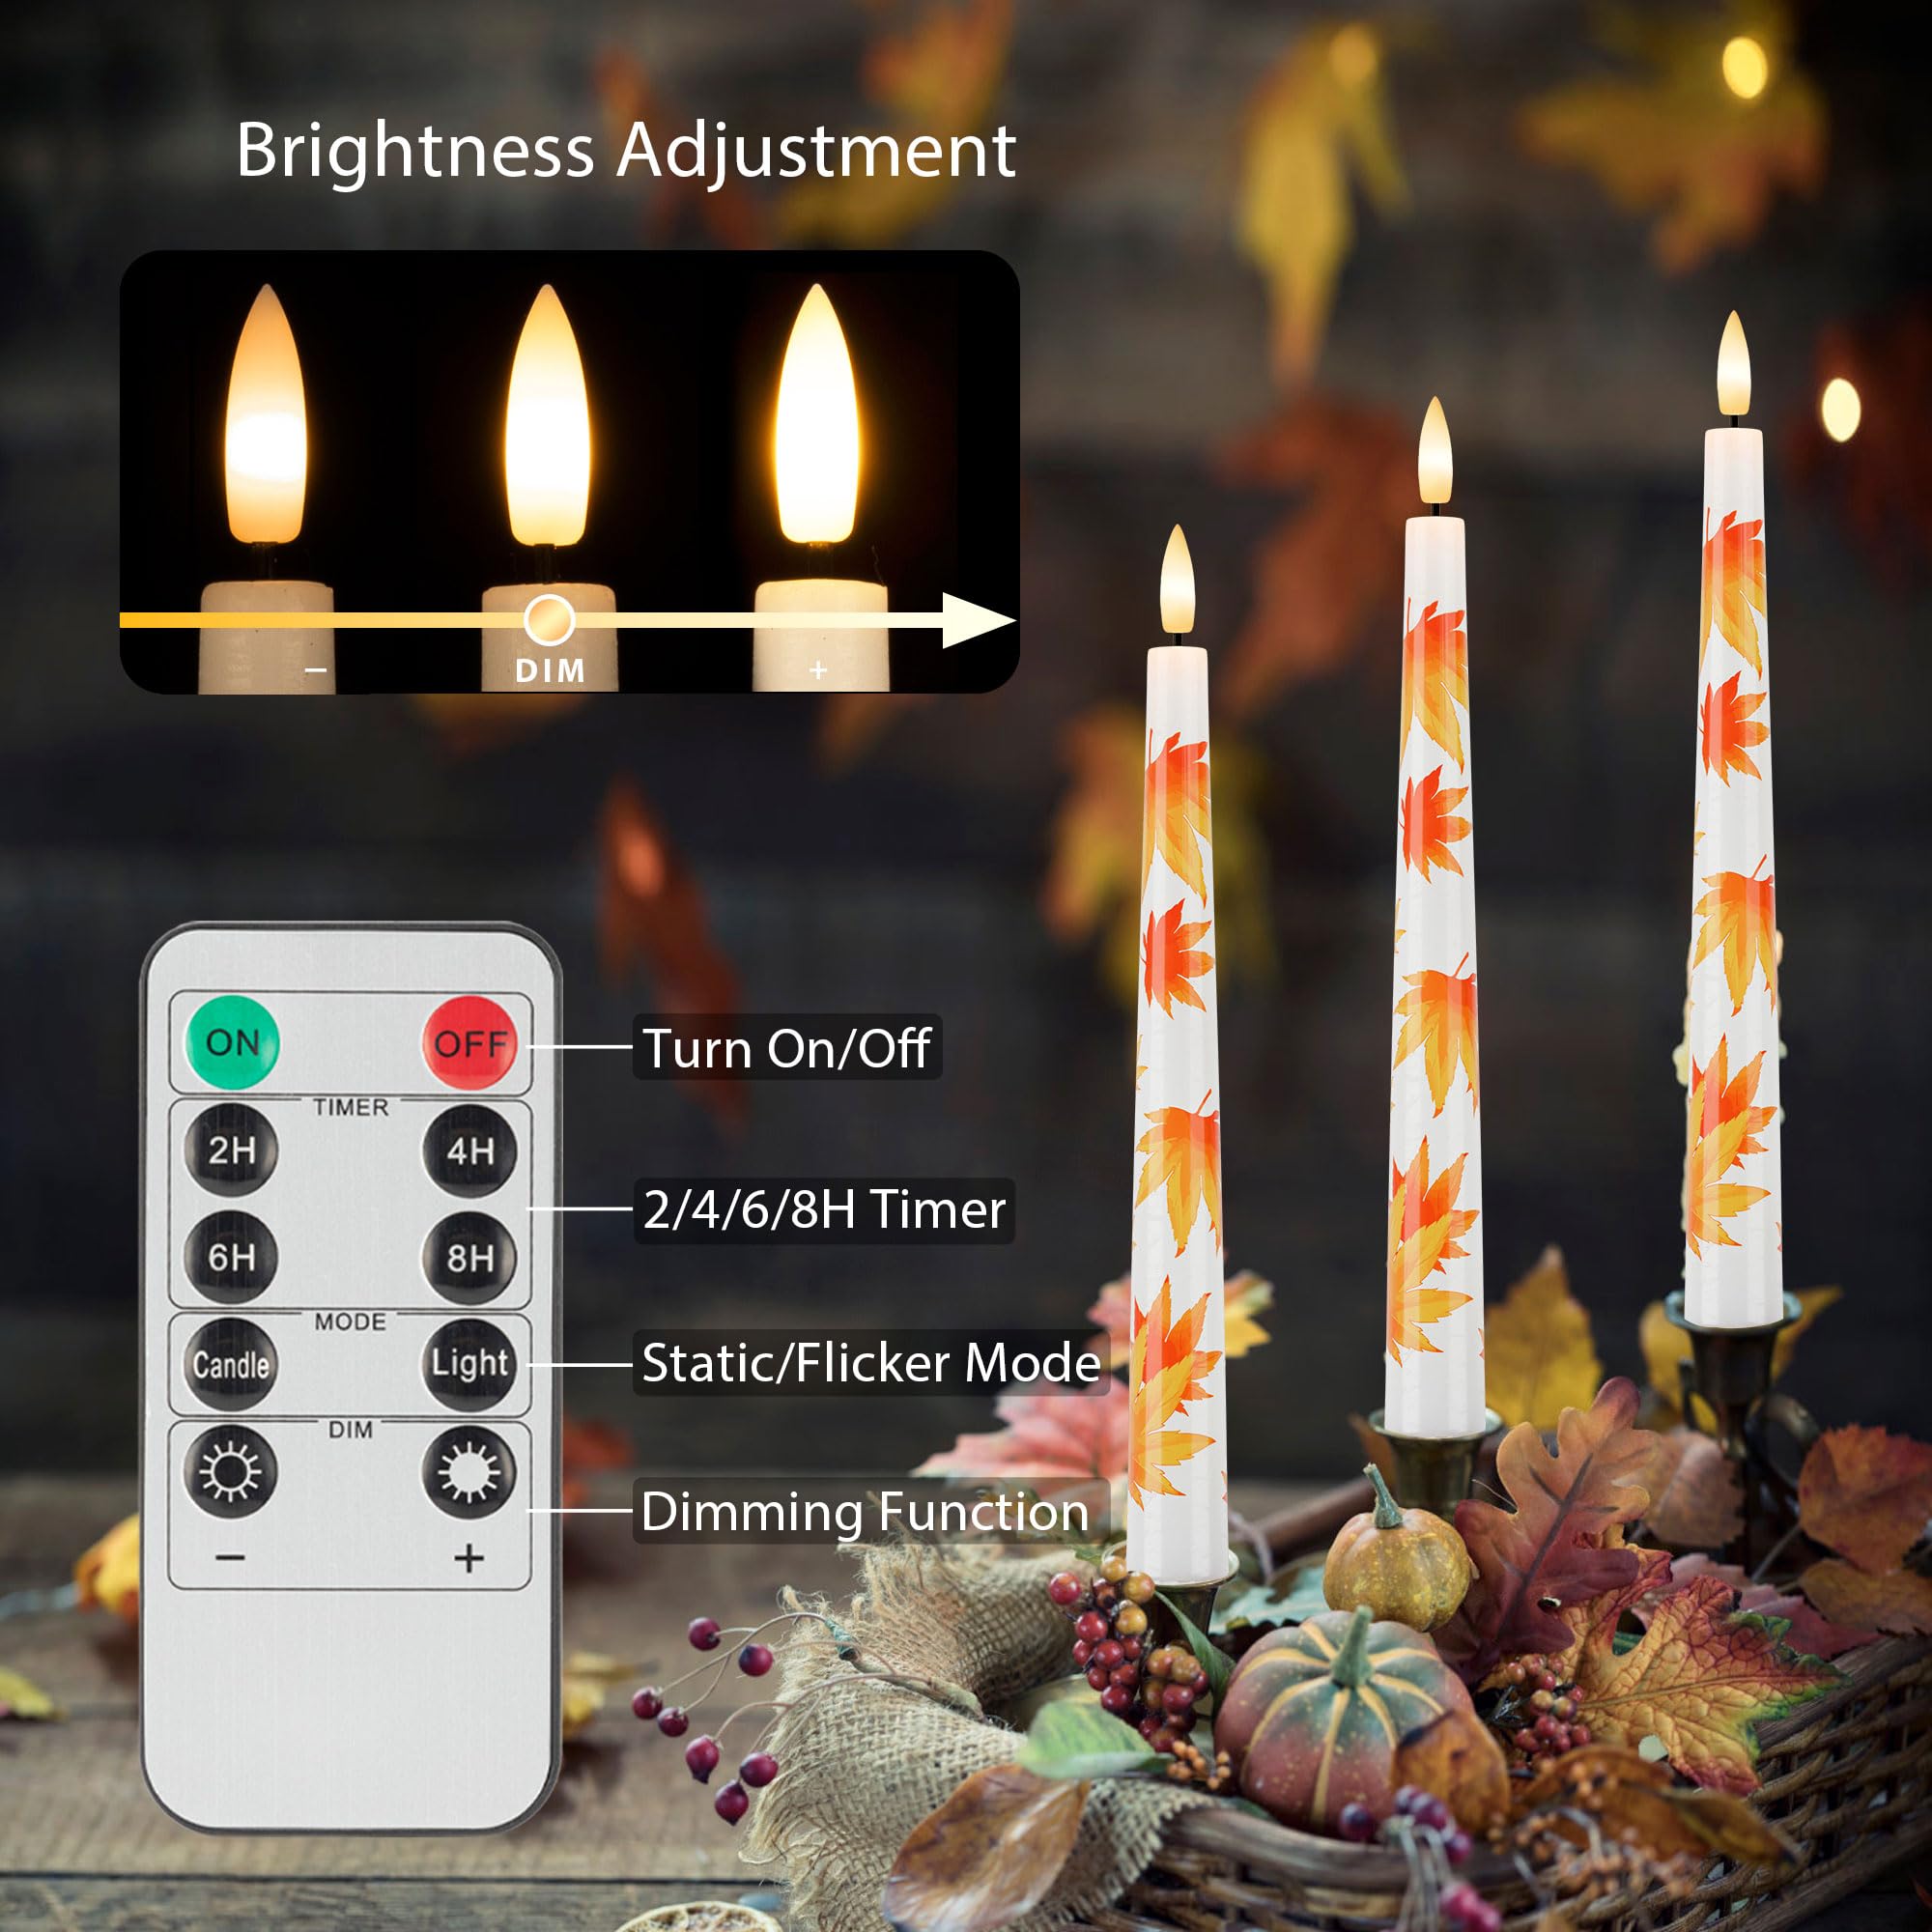 Brightness Adjustment
− DIM +
ON OFF
Turn On/Off
TIMER
2H 4H
2/4/6/8H Timer
6H 8H
MODE
Candle Light
Static/Flicker Mode
DIM
Dimming Function
− +